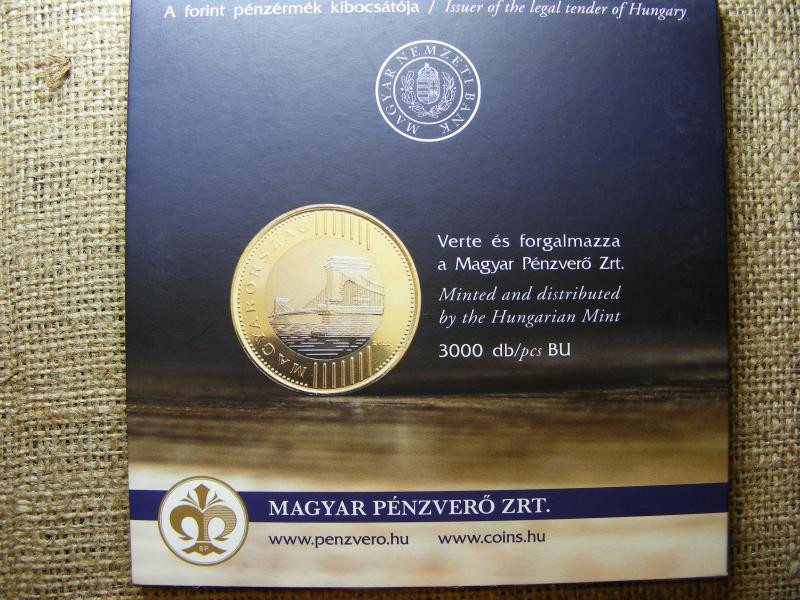 A forint pénzérmék kibocsátója / Issuer of the legal tender of Hungary
MAGYAR NEMZETI BANK
MAGYARORSZÁG
Verte és forgalmazza
a Magyar Pénzverő Zrt.
Minted and distributed
by the Hungarian Mint
3000 db/pcs BU
BP.
MAGYAR PÉNZVERŐ ZRT.
www.penzvero.hu www.coins.hu